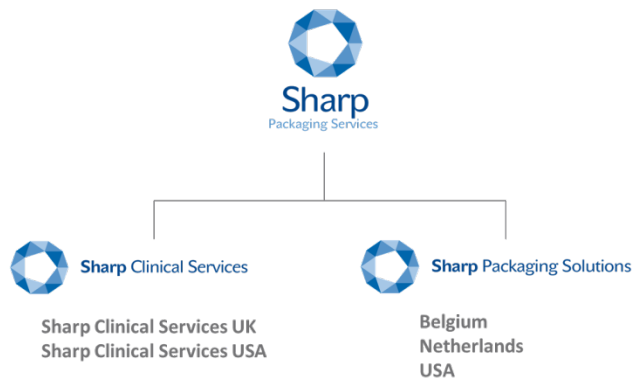 Sharp
Packaging Services
Sharp Clinical Services
Sharp Packaging Solutions
Sharp Clinical Services UK
Sharp Clinical Services USA
Belgium
Netherlands
USA